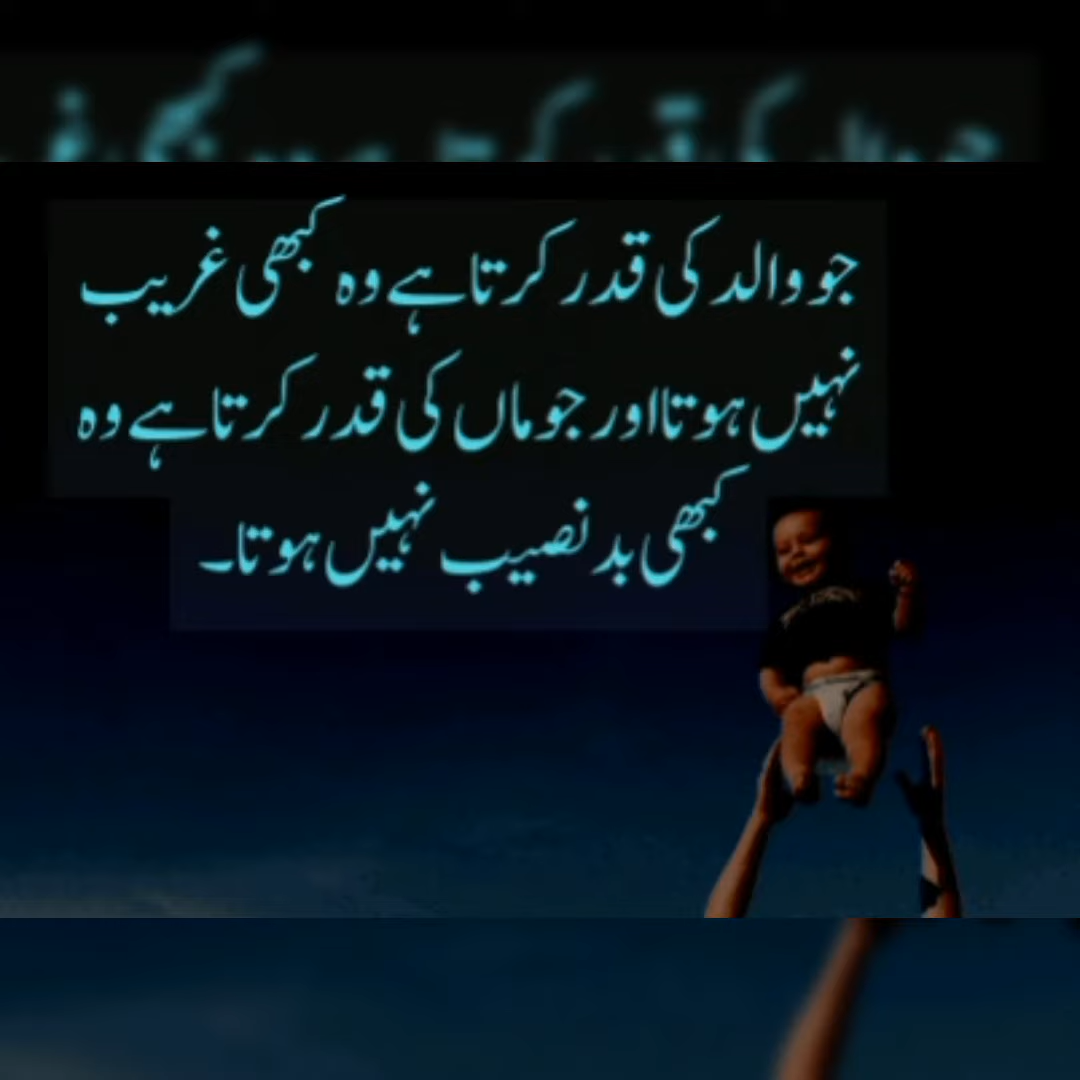 جو والد کی قدر کرتا ہے وہ کبھی غریب
نہیں ہوتا اور جو ماں کی قدر کرتا ہے وہ
کبھی بد نصیب نہیں ہوتا۔